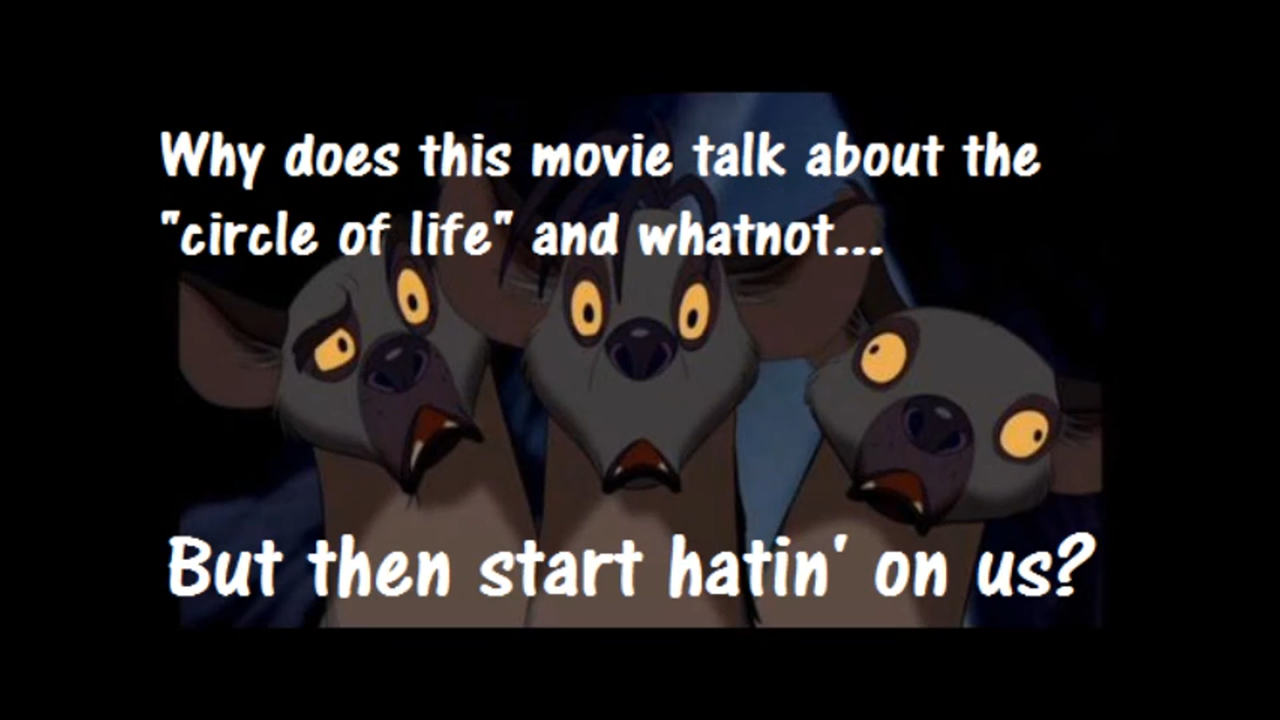 Why does this movie talk about the
"circle of life" and whatnot...
But then start hatin' on us?